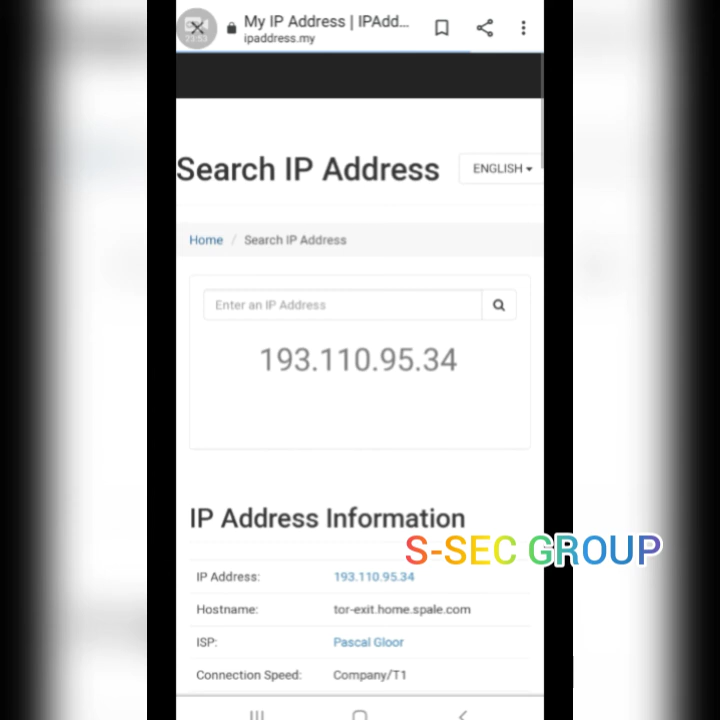 My IP Address | IPAdd...
ipaddress.my
Search IP Address
ENGLISH
Home / Search IP Address
Enter an IP Address
193.110.95.34
IP Address Information
S-SEC GROUP
IP Address: 193.110.95.34
Hostname: tor-exit.home.spale.com
ISP: Pascal Gloor
Connection Speed: Company/T1